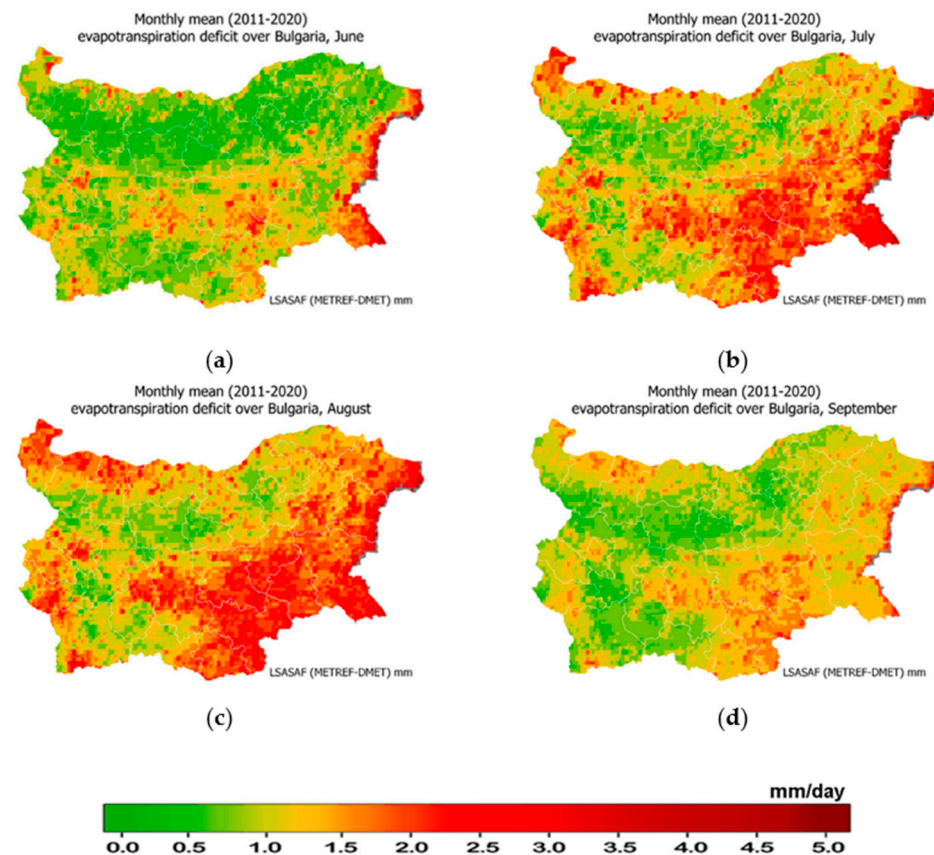 Monthly mean (2011-2020)
evapotranspiration deficit over Bulgaria, June
LSASAF (METREF-DMET) mm
(a)
Monthly mean (2011-2020)
evapotranspiration deficit over Bulgaria, July
LSASAF (METREF-DMET) mm
(b)
Monthly mean (2011-2020)
evapotranspiration deficit over Bulgaria, August
LSASAF (METREF-DMET) mm
(c)
Monthly mean (2011-2020)
evapotranspiration deficit over Bulgaria, September
LSASAF (METREF-DMET) mm
(d)
mm/day
0.0 0.5 1.0 1.5 2.0 2.5 3.0 3.5 4.0 4.5 5.0